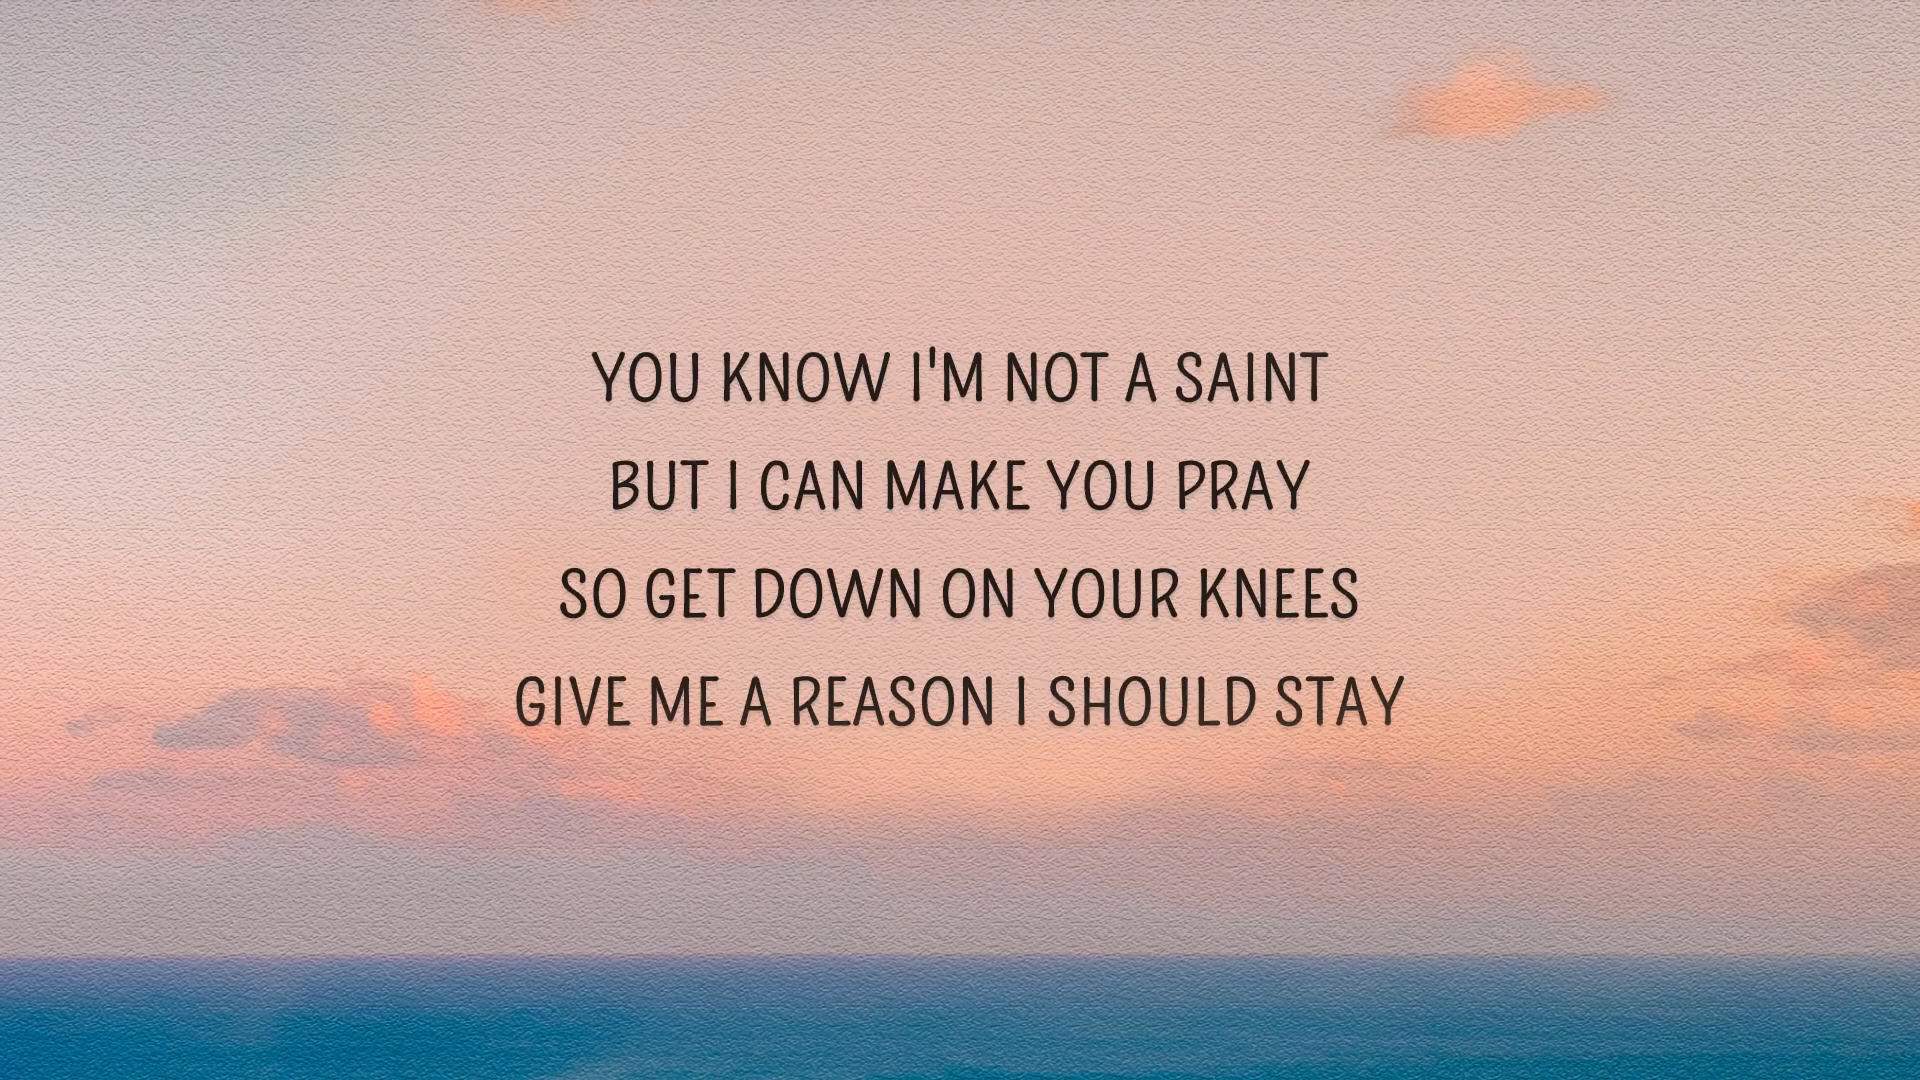 YOU KNOW I'M NOT A SAINT
BUT I CAN MAKE YOU PRAY
SO GET DOWN ON YOUR KNEES
GIVE ME A REASON I SHOULD STAY